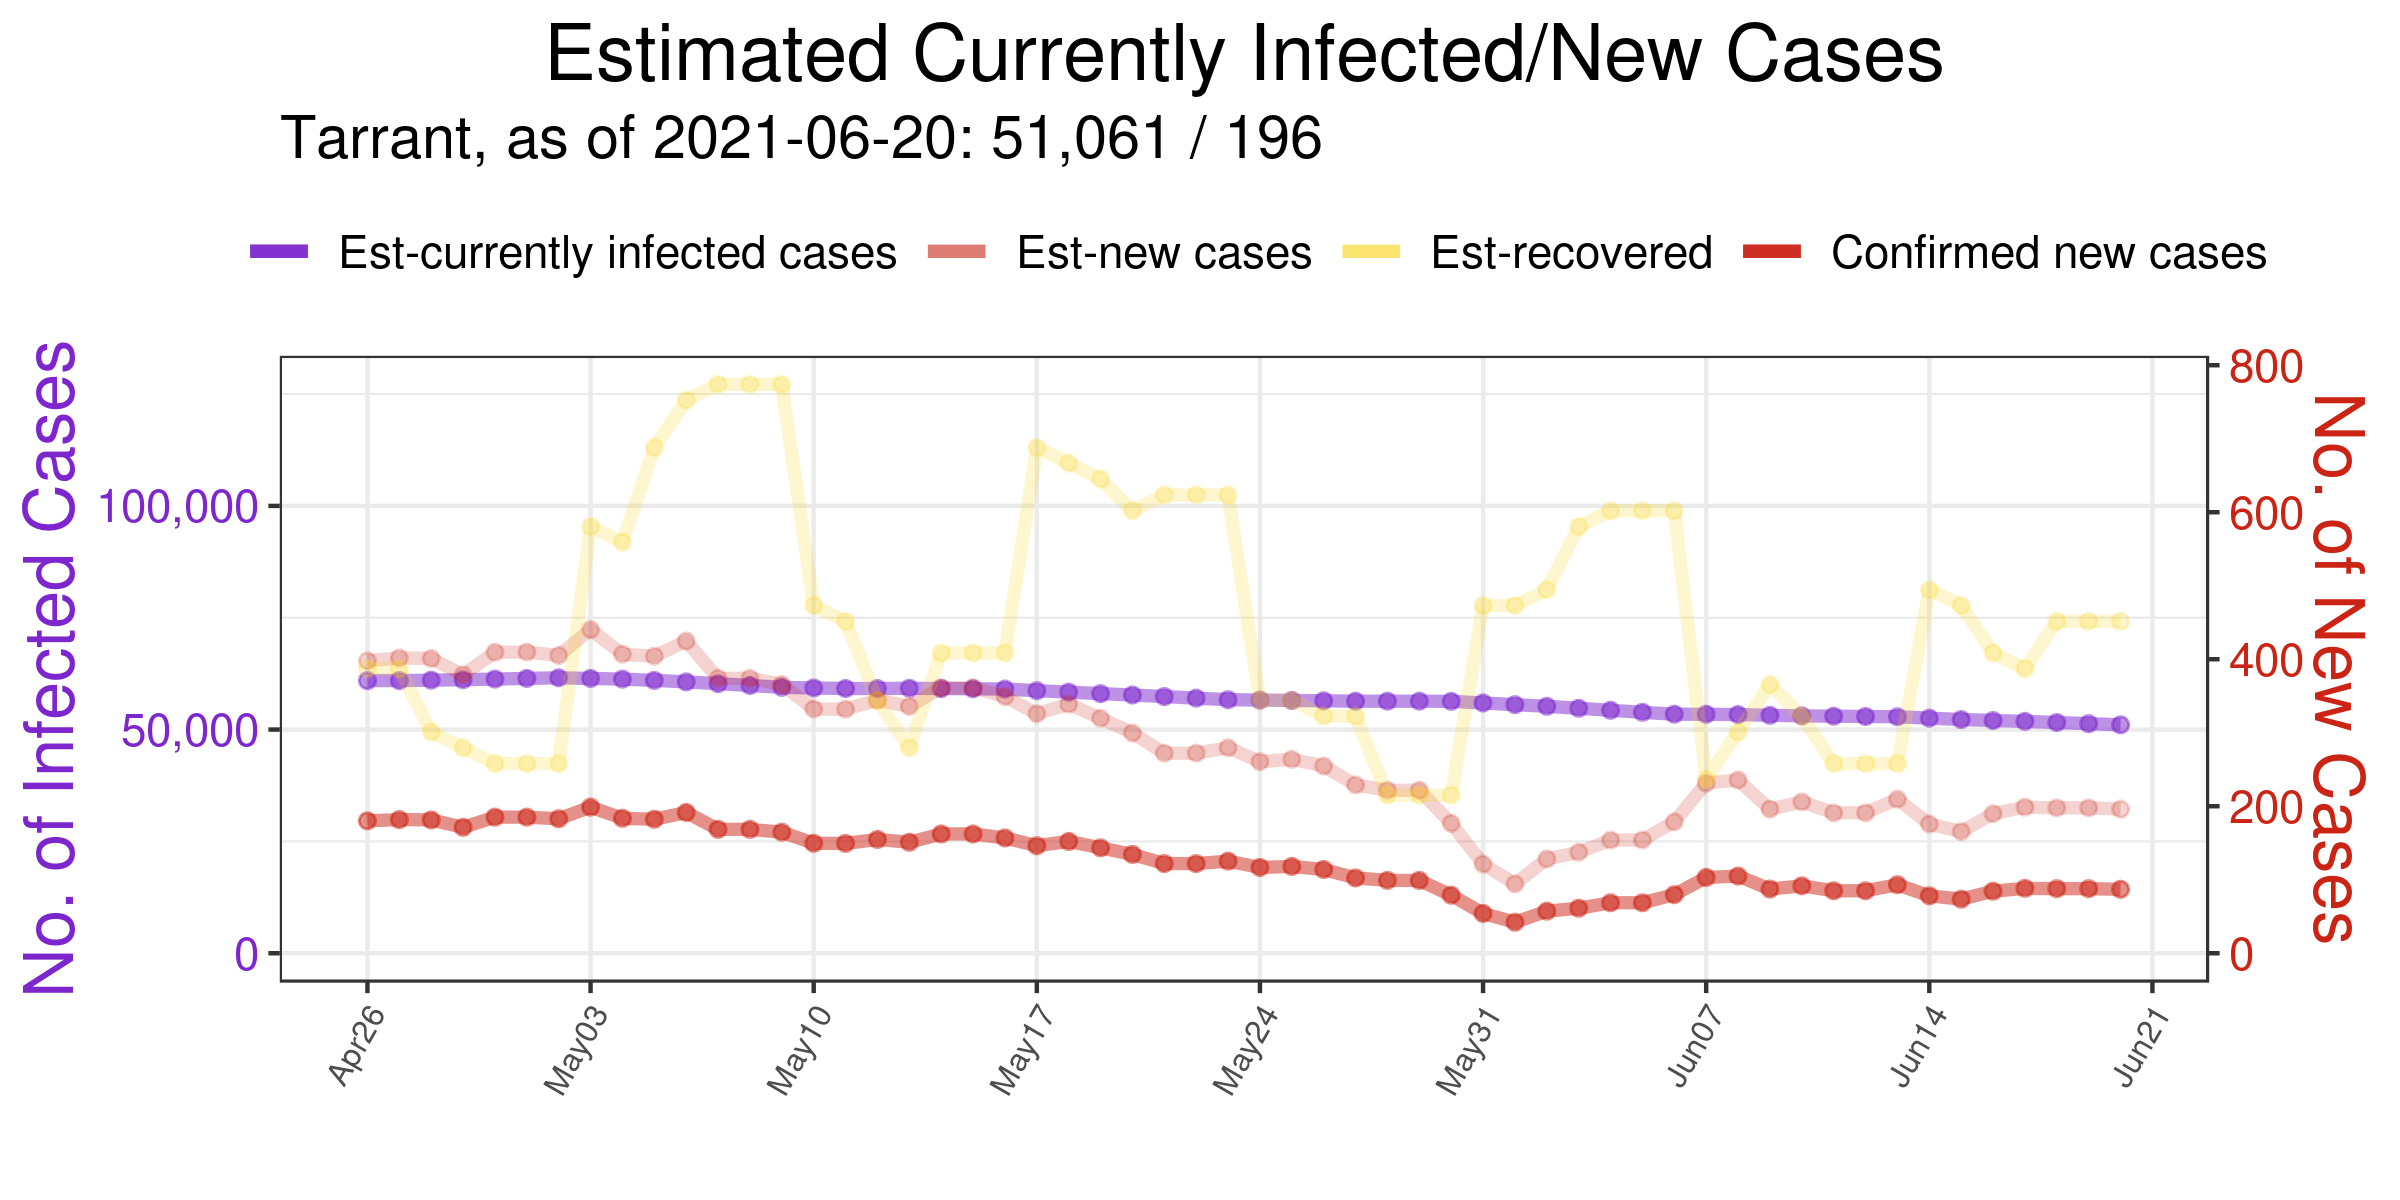 Estimated Currently Infected/New Cases
Tarrant, as of 2021-06-20: 51,061 / 196
Est-currently infected cases Est-new cases Est-recovered Confirmed new cases
No. of Infected Cases
100,000
50,000
0
800
600
400
200
0
No. of New Cases
Apr26 May03 May10 May17 May24 May31 Jun07 Jun14 Jun21